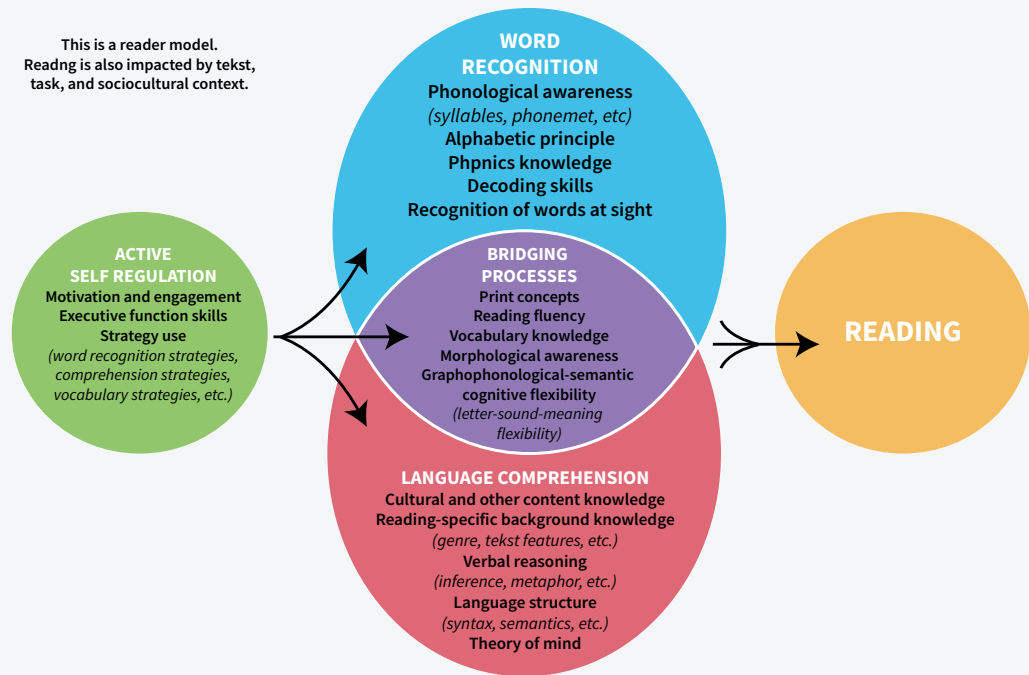 This is a reader model.
Readng is also impacted by tekst,
task, and sociocultural context.
WORD
RECOGNITION
Phonological awareness
(syllables, phonemet, etc)
Alphabetic principle
Phpnics knowledge
Decoding skills
Recognition of words at sight
ACTIVE
SELF REGULATION
Motivation and engagement
Executive function skills
Strategy use
(word recognition strategies,
comprehension strategies,
vocabulary strategies, etc.)
BRIDGING
PROCESSES
Print concepts
Reading fluency
Vocabulary knowledge
Morphological awareness
Graphophonological-semantic
cognitive flexibility
(letter-sound-meaning
flexibility)
READING
LANGUAGE COMPREHENSION
Cultural and other content knowledge
Reading-specific background knowledge
(genre, tekst features, etc.)
Verbal reasoning
(inference, metaphor, etc.)
Language structure
(syntax, semantics, etc.)
Theory of mind